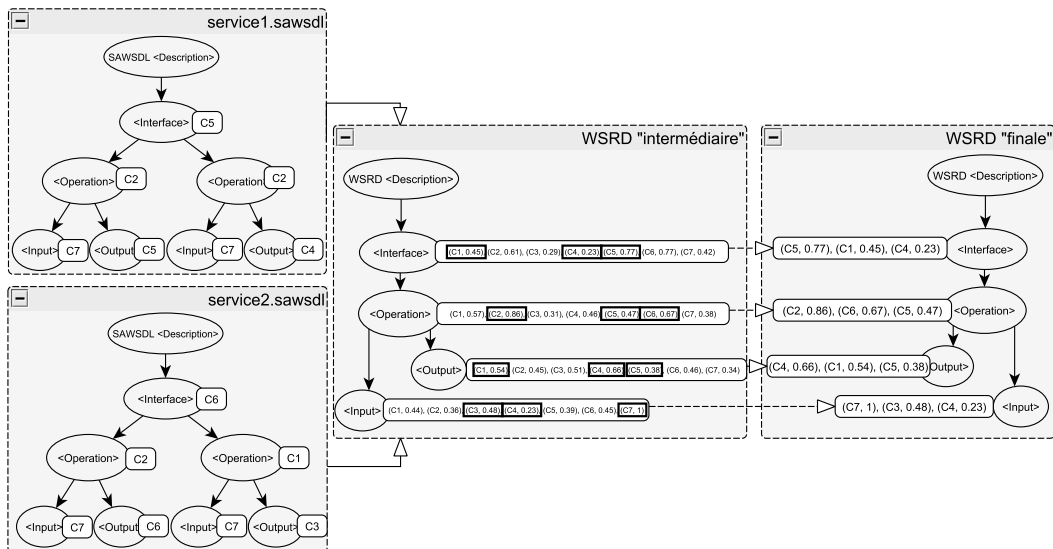 service1.sawsdl
SAWSDL <Description>
<Interface> C5
<Operation> C2
<Operation> C2
<Input> C7
<Output C5
<Input> C7
<Output> C4
service2.sawsdl
SAWSDL <Description>
<Interface> C6
<Operation> C2
<Operation> C1
<Input> C7
<Output C6
<Input> C7
<Output> C3
WSRD "intermédiaire"
WSRD <Description>
<Interface> (C1, 0.45), (C2, 0.61), (C3, 0.29) (C4, 0.23), (C5, 0.77), (C6, 0.77), (C7, 0.42)
<Operation> (C1, 0.57), (C2, 0.86), (C3, 0.31), (C4, 0.46) (C5, 0.47) (C6, 0.67), (C7, 0.38)
<Output> (C1, 0.54) (C2, 0.45), (C3, 0.51), (C4, 0.66) (C5, 0.38, (C6, 0.46), (C7, 0.34)
<Input> (C1, 0.44), (C2, 0.36), (C3, 0.48), (C4, 0.23), (C5, 0.39), (C6, 0.45), (C7, 1)
WSRD "finale"
WSRD <Description>
(C5, 0.77), (C1, 0.45), (C4, 0.23) <Interface>
(C2, 0.86), (C6, 0.67), (C5, 0.47) <Operation>
(C4, 0.66), (C1, 0.54), (C5, 0.38) Output>
(C7, 1), (C3, 0.48), (C4, 0.23) <Input>